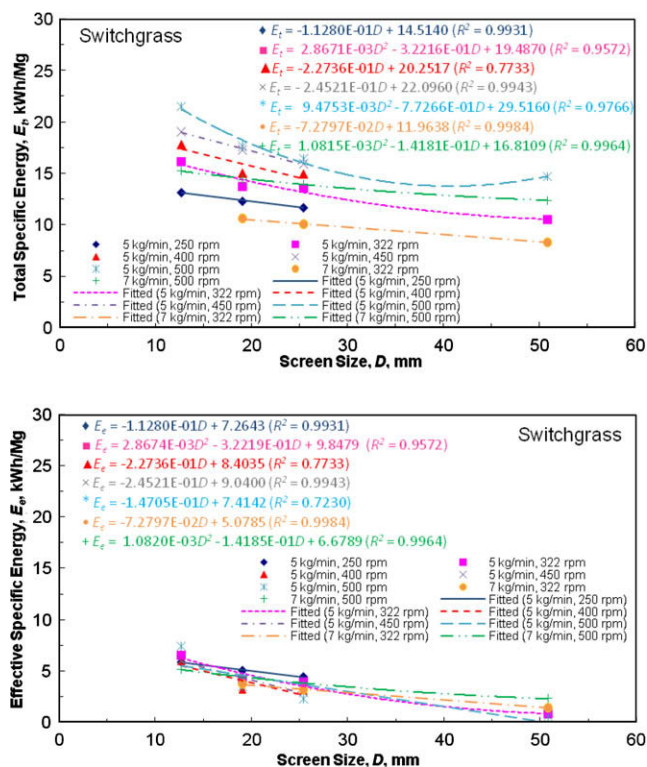 Switchgrass
♦ Et = -1.1280E-01D + 14.5140 (R² = 0.9931)
■ Et = 2.8671E-03D² - 3.2216E-01D + 19.4870 (R² = 0.9572)
▲ Et = -2.2736E-01D + 20.2517 (R² = 0.7733)
× Et = - 2.4521E-01D + 22.0960 (R² = 0.9943)
* Et = 9.4753E-03D² - 7.7266E-01D + 29.5160 (R² = 0.9766)
● Et = -7.2797E-02D + 11.9638 (R² = 0.9984)
+ Et = 1.0815E-03D² - 1.4181E-01D + 16.8109 (R² = 0.9964)
Total Specific Energy, Et, kWh/Mg
30
25
20
15
10
5
0
5 kg/min, 250 rpm
5 kg/min, 322 rpm
5 kg/min, 400 rpm
5 kg/min, 450 rpm
5 kg/min, 500 rpm
7 kg/min, 322 rpm
7 kg/min, 500 rpm
Fitted (5 kg/min, 250 rpm)
Fitted (5 kg/min, 322 rpm)
Fitted (5 kg/min, 400 rpm)
Fitted (5 kg/min, 450 rpm)
Fitted (5 kg/min, 500 rpm)
Fitted (7 kg/min, 322 rpm)
Fitted (7 kg/min, 500 rpm)
0 10 20 30 40 50 60
Screen Size, D, mm
Switchgrass
♦ Ee = -1.1280E-01D + 7.2643 (R² = 0.9931)
■ Ee = 2.8674E-03D² - 3.2219E-01D + 9.8479 (R² = 0.9572)
▲ Ee = -2.2736E-01D + 8.4035 (R² = 0.7733)
× Ee = -2.4521E-01D + 9.0400 (R² = 0.9943)
* Ee = -1.4705E-01D + 7.4142 (R² = 0.7230)
● Ee = -7.2797E-02D + 5.0785 (R² = 0.9984)
+ Ee = 1.0820E-03D² - 1.4185E-01D + 6.6789 (R² = 0.9964)
Effective Specific Energy, Ee, kWh/Mg
30
25
20
15
10
5
0
5 kg/min, 250 rpm
5 kg/min, 322 rpm
5 kg/min, 400 rpm
5 kg/min, 450 rpm
5 kg/min, 500 rpm
7 kg/min, 322 rpm
7 kg/min, 500 rpm
Fitted (5 kg/min, 250 rpm)
Fitted (5 kg/min, 322 rpm)
Fitted (5 kg/min, 400 rpm)
Fitted (5 kg/min, 450 rpm)
Fitted (5 kg/min, 500 rpm)
Fitted (7 kg/min, 322 rpm)
Fitted (7 kg/min, 500 rpm)
0 10 20 30 40 50 60
Screen Size, D, mm